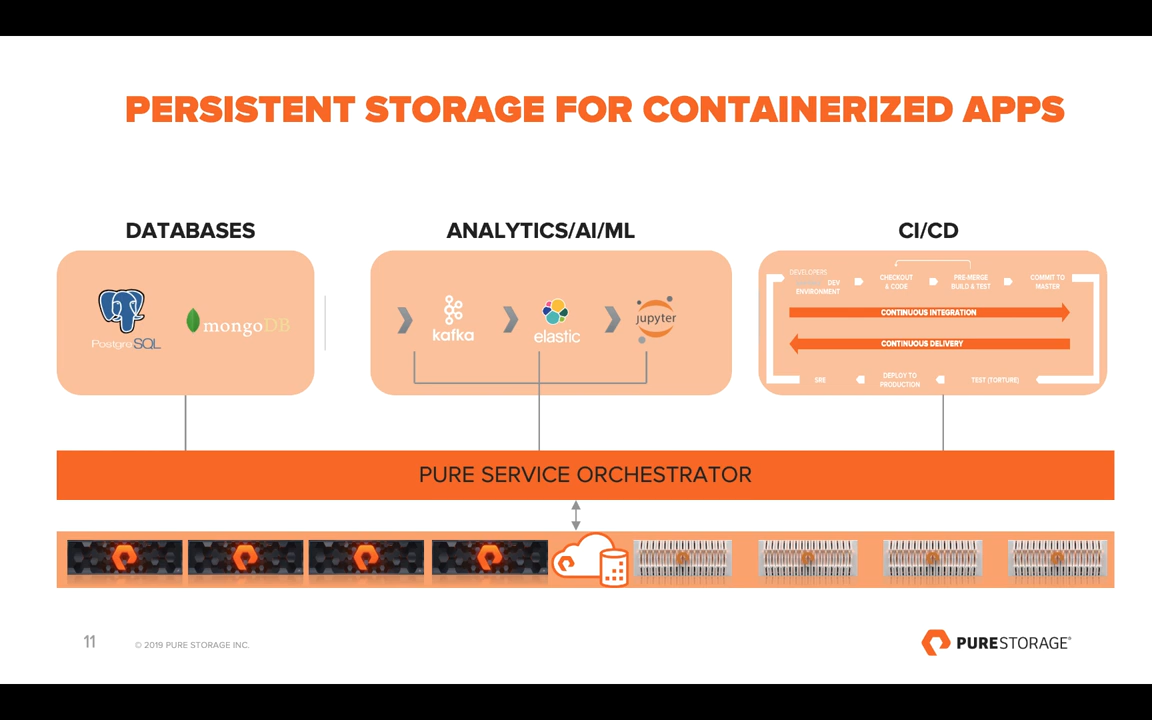 PERSISTENT STORAGE FOR CONTAINERIZED APPS
DATABASES
ANALYTICS/AI/ML
CI/CD
PostgreSQL
mongoDB
kafka
elastic
jupyter
DEVELOPERS
DEV
ENVIRONMENT
CHECKOUT
& CODE
PRE-MERGE
BUILD & TEST
COMMIT TO
MASTER
CONTINUOUS INTEGRATION
CONTINUOUS DELIVERY
SRE
DEPLOY TO
PRODUCTION
TEST (TORTURE)
PURE SERVICE ORCHESTRATOR
11
© 2019 PURE STORAGE INC.
PURESTORAGE®